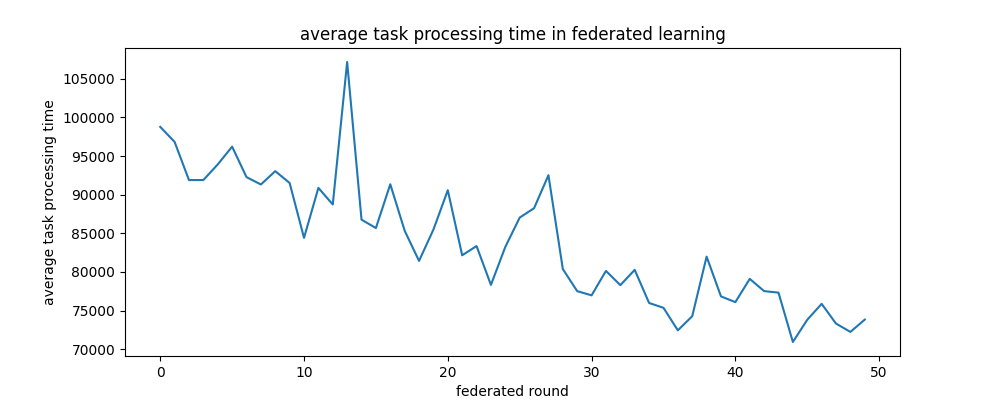 average task processing time in federated learning
average task processing time
105000
100000
95000
90000
85000
80000
75000
70000
0 10 20 30 40 50
federated round